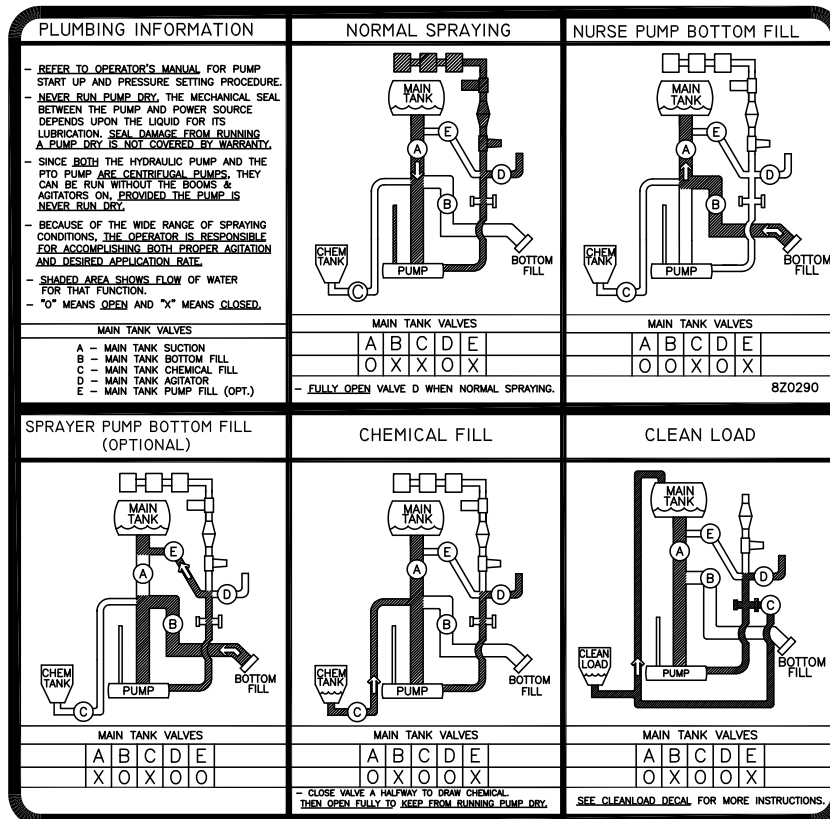 PLUMBING INFORMATION
- REFER TO OPERATOR'S MANUAL FOR PUMP
START UP AND PRESSURE SETTING PROCEDURE.
- NEVER RUN PUMP DRY, THE MECHANICAL SEAL
BETWEEN THE PUMP AND POWER SOURCE
DEPENDS UPON THE LIQUID FOR ITS
LUBRICATION. SEAL DAMAGE FROM RUNNING
A PUMP DRY IS NOT COVERED BY WARRANTY.
- SINCE BOTH THE HYDRAULIC PUMP AND THE
PTO PUMP ARE CENTRIFUGAL PUMPS, THEY
CAN BE RUN WITHOUT THE BOOMS &
AGITATORS ON, PROVIDED THE PUMP IS
NEVER RUN DRY.
- BECAUSE OF THE WIDE RANGE OF SPRAYING
CONDITIONS, THE OPERATOR IS RESPONSIBLE
FOR ACCOMPLISHING BOTH PROPER AGITATION
AND DESIRED APPLICATION RATE.
- SHADED AREA SHOWS FLOW OF WATER
FOR THAT FUNCTION.
- "O" MEANS OPEN AND "X" MEANS CLOSED.
MAIN TANK VALVES
A - MAIN TANK SUCTION
B - MAIN TANK BOTTOM FILL
C - MAIN TANK CHEMICAL FILL
D - MAIN TANK AGITATOR
E - MAIN TANK PUMP FILL (OPT.)
NORMAL SPRAYING
MAIN
TANK
E
A
D
B
CHEM
TANK
C
PUMP
BOTTOM
FILL
MAIN TANK VALVES
A B C D E
O X X O X
- FULLY OPEN VALVE D WHEN NORMAL SPRAYING.
NURSE PUMP BOTTOM FILL
MAIN
TANK
E
A
D
B
CHEM
TANK
C
PUMP
BOTTOM
FILL
MAIN TANK VALVES
A B C D E
O O X O X
8Z0290
SPRAYER PUMP BOTTOM FILL
(OPTIONAL)
MAIN
TANK
E
A
D
B
CHEM
TANK
C
PUMP
BOTTOM
FILL
MAIN TANK VALVES
A B C D E
X O X O O
CHEMICAL FILL
MAIN
TANK
E
A
D
B
CHEM
TANK
C
PUMP
BOTTOM
FILL
MAIN TANK VALVES
A B C D E
O X O O X
- CLOSE VALVE A HALFWAY TO DRAW CHEMICAL.
THEN OPEN FULLY TO KEEP FROM RUNNING PUMP DRY.
CLEAN LOAD
MAIN
TANK
E
A
D
B
C
CLEAN
LOAD
PUMP
BOTTOM
FILL
MAIN TANK VALVES
A B C D E
O X O O X
SEE CLEANLOAD DECAL FOR MORE INSTRUCTIONS.